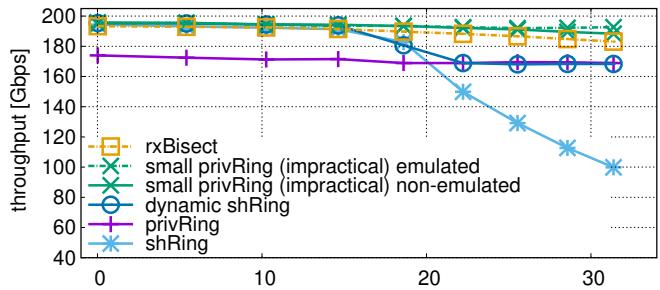 throughput [Gbps]
200
180
160
140
120
100
80
60
40
rxBisect
small privRing (impractical) emulated
small privRing (impractical) non-emulated
dynamic shRing
privRing
shRing
0 10 20 30